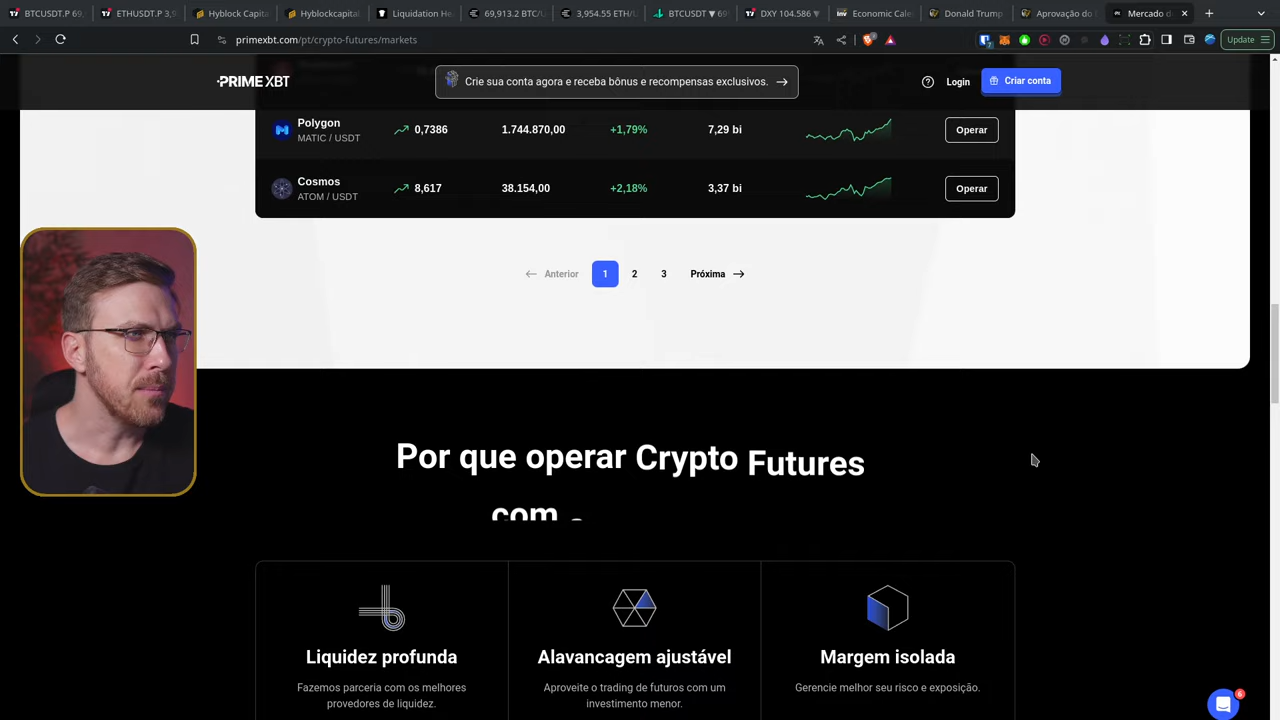 BTCUSDT.P 69,
ETHUSDT.P 3,9
Hyblock Capita
Hyblockcapital
Liquidation He
69,913.2 BTC/U
3,954.55 ETH/U
BTCUSDT ▼ 69
DXY 104.586 ▼
Economic Cale
Donald Trump
Aprovação do
Mercado d
primexbt.com/pt/crypto-futures/markets
Update
PRIME XBT
Crie sua conta agora e receba bônus e recompensas exclusivos. →
Login
Criar conta
Polygon
MATIC / USDT
0,7386
1.744.870,00
+1,79%
7,29 bi
Operar
Cosmos
ATOM / USDT
8,617
38.154,00
+2,18%
3,37 bi
Operar
← Anterior 1 2 3 Próxima →
Por que operar Crypto Futures
com
Liquidez profunda
Fazemos parceria com os melhores
provedores de liquidez.
Alavancagem ajustável
Aproveite o trading de futuros com um
investimento menor.
Margem isolada
Gerencie melhor seu risco e exposição.
6